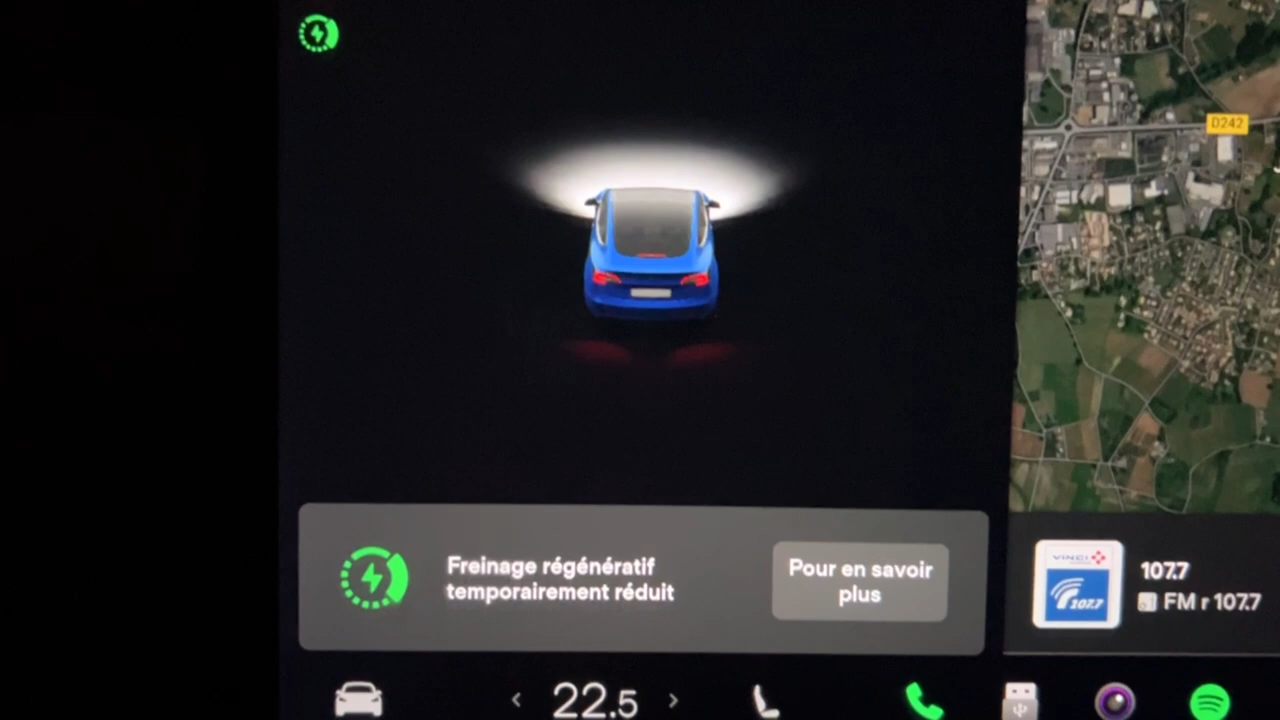 D242
Freinage régénératif
temporairement réduit
Pour en savoir
plus
VINCI
107.7
107.7
FM r 107.7
22.5